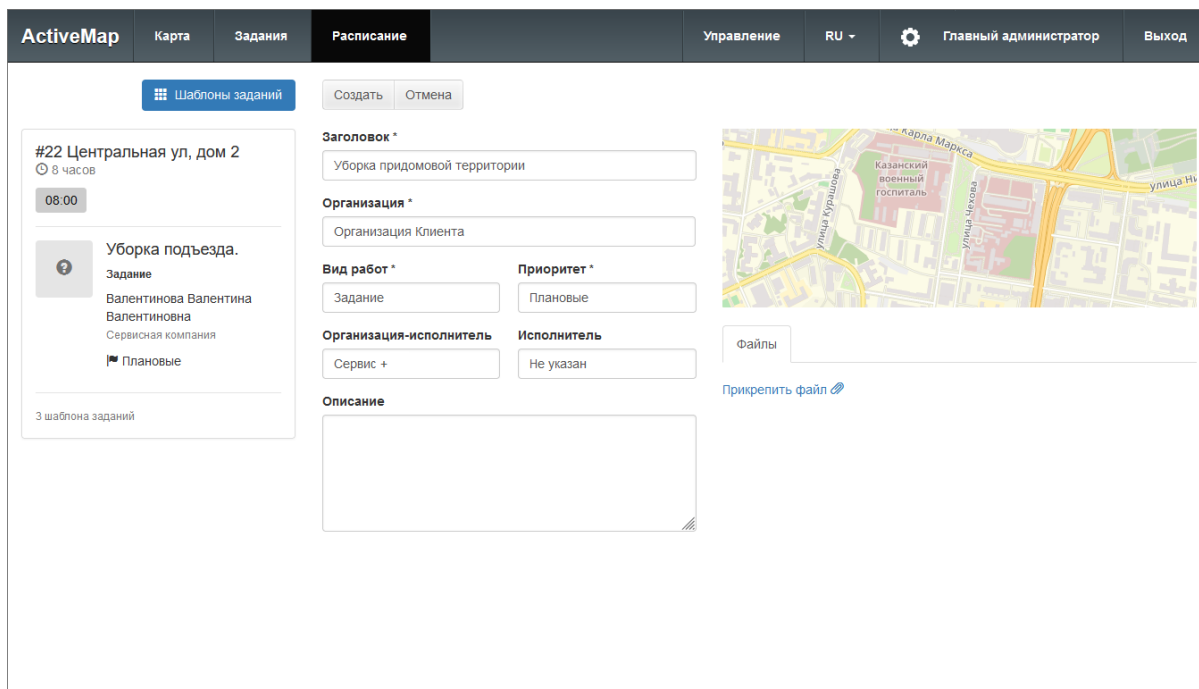 ActiveMap
Карта
Задания
Расписание
Управление
RU
Главный администратор
Выход
Шаблоны заданий
#22 Центральная ул, дом 2
8 часов
08:00
Уборка подъезда.
Задание
Валентинова Валентина
Валентиновна
Сервисная компания
Плановые
3 шаблона заданий
Создать
Отмена
Заголовок *
Уборка придомовой территории
Организация *
Организация Клиента
Вид работ *
Приоритет *
Задание
Плановые
Организация-исполнитель
Исполнитель
Сервис +
Не указан
Описание
Карла Маркса
Казанский
военный
госпиталь
улица Курашова
улица Чехова
улица Ни
Файлы
Прикрепить файл